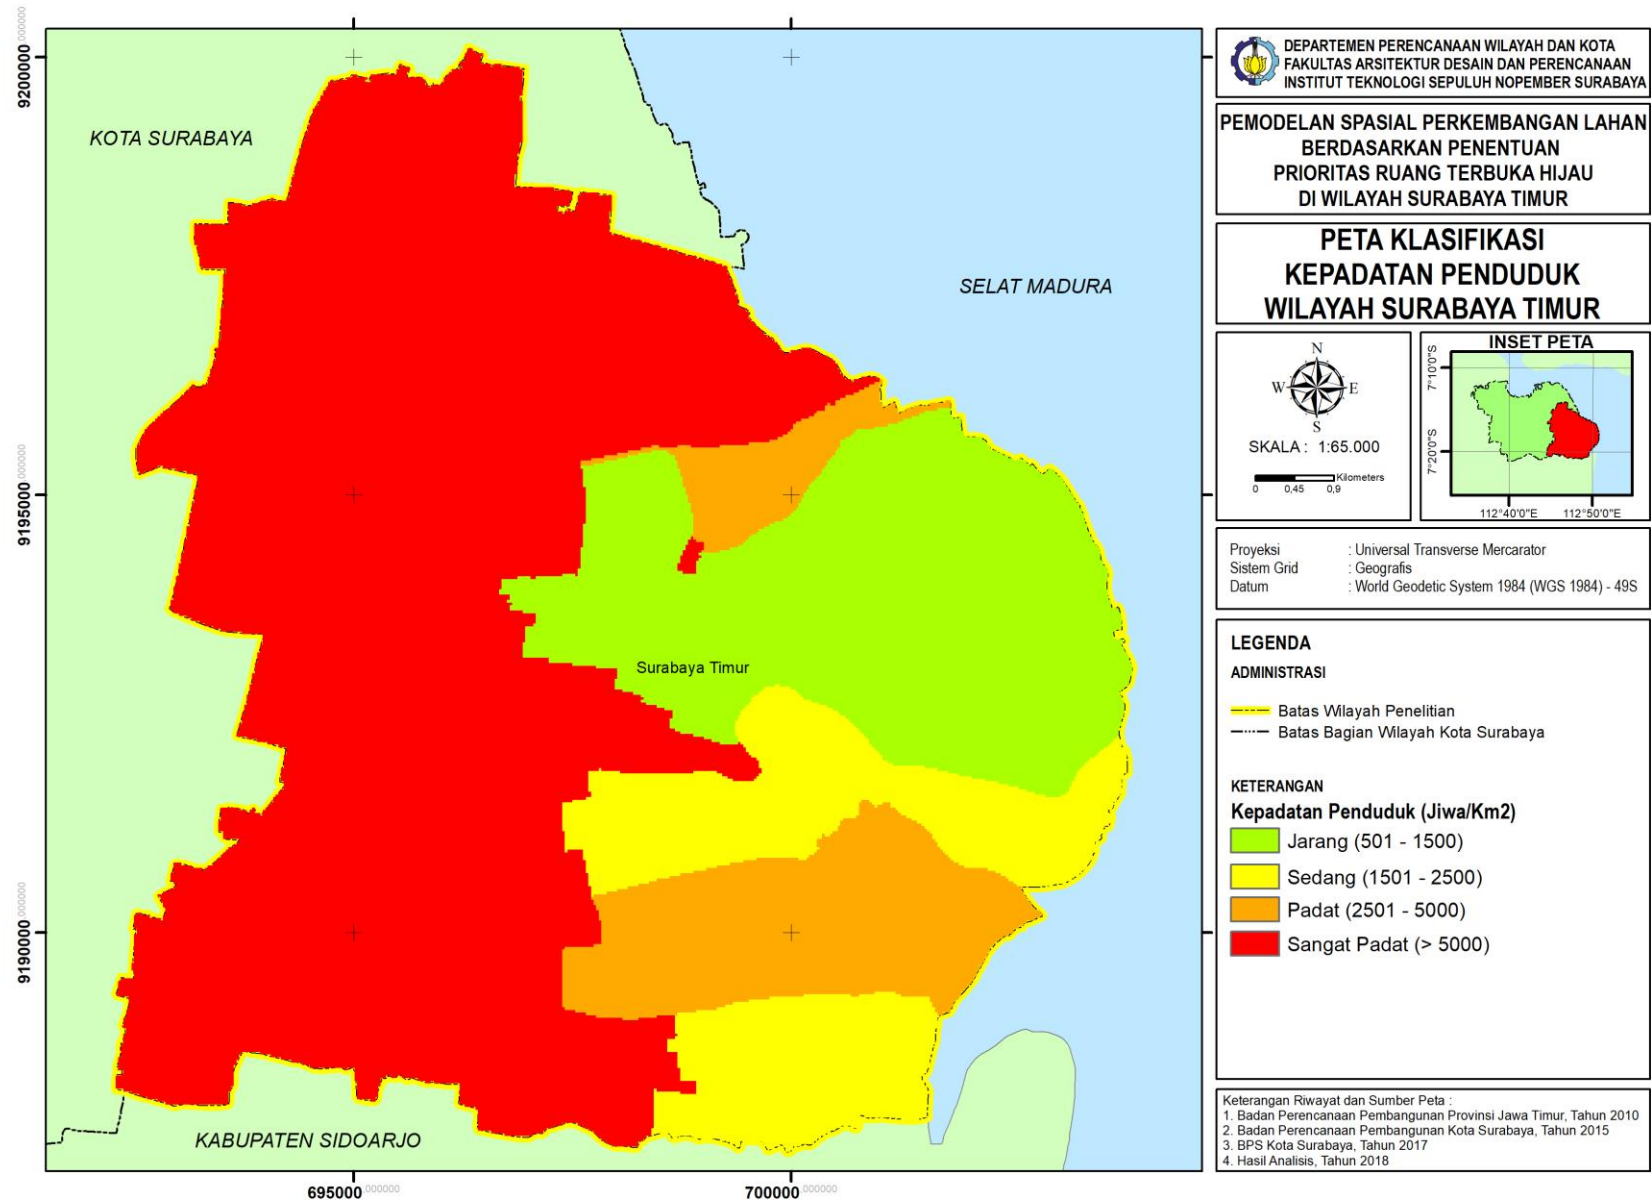 9200000,000000
9195000,000000
9190000,000000
695000,000000
700000,000000
KOTA SURABAYA
SELAT MADURA
Surabaya Timur
KABUPATEN SIDOARJO
DEPARTEMEN PERENCANAAN WILAYAH DAN KOTA
FAKULTAS ARSITEKTUR DESAIN DAN PERENCANAAN
INSTITUT TEKNOLOGI SEPULUH NOPEMBER SURABAYA
PEMODELAN SPASIAL PERKEMBANGAN LAHAN
BERDASARKAN PENENTUAN
PRIORITAS RUANG TERBUKA HIJAU
DI WILAYAH SURABAYA TIMUR
PETA KLASIFIKASI
KEPADATAN PENDUDUK
WILAYAH SURABAYA TIMUR
N
W E
S
SKALA : 1:65.000
Kilometers
0 0,45 0,9
INSET PETA
7°10'0"S
7°20'0"S
112°40'0"E 112°50'0"E
Proyeksi : Universal Transverse Mercarator
Sistem Grid : Geografis
Datum : World Geodetic System 1984 (WGS 1984) - 49S
LEGENDA
ADMINISTRASI
Batas Wilayah Penelitian
Batas Bagian Wilayah Kota Surabaya
KETERANGAN
Kepadatan Penduduk (Jiwa/Km2)
Jarang (501 - 1500)
Sedang (1501 - 2500)
Padat (2501 - 5000)
Sangat Padat (> 5000)
Keterangan Riwayat dan Sumber Peta :
1. Badan Perencanaan Pembangunan Provinsi Jawa Timur, Tahun 2010
2. Badan Perencanaan Pembangunan Kota Surabaya, Tahun 2015
3. BPS Kota Surabaya, Tahun 2017
4. Hasil Analisis, Tahun 2018